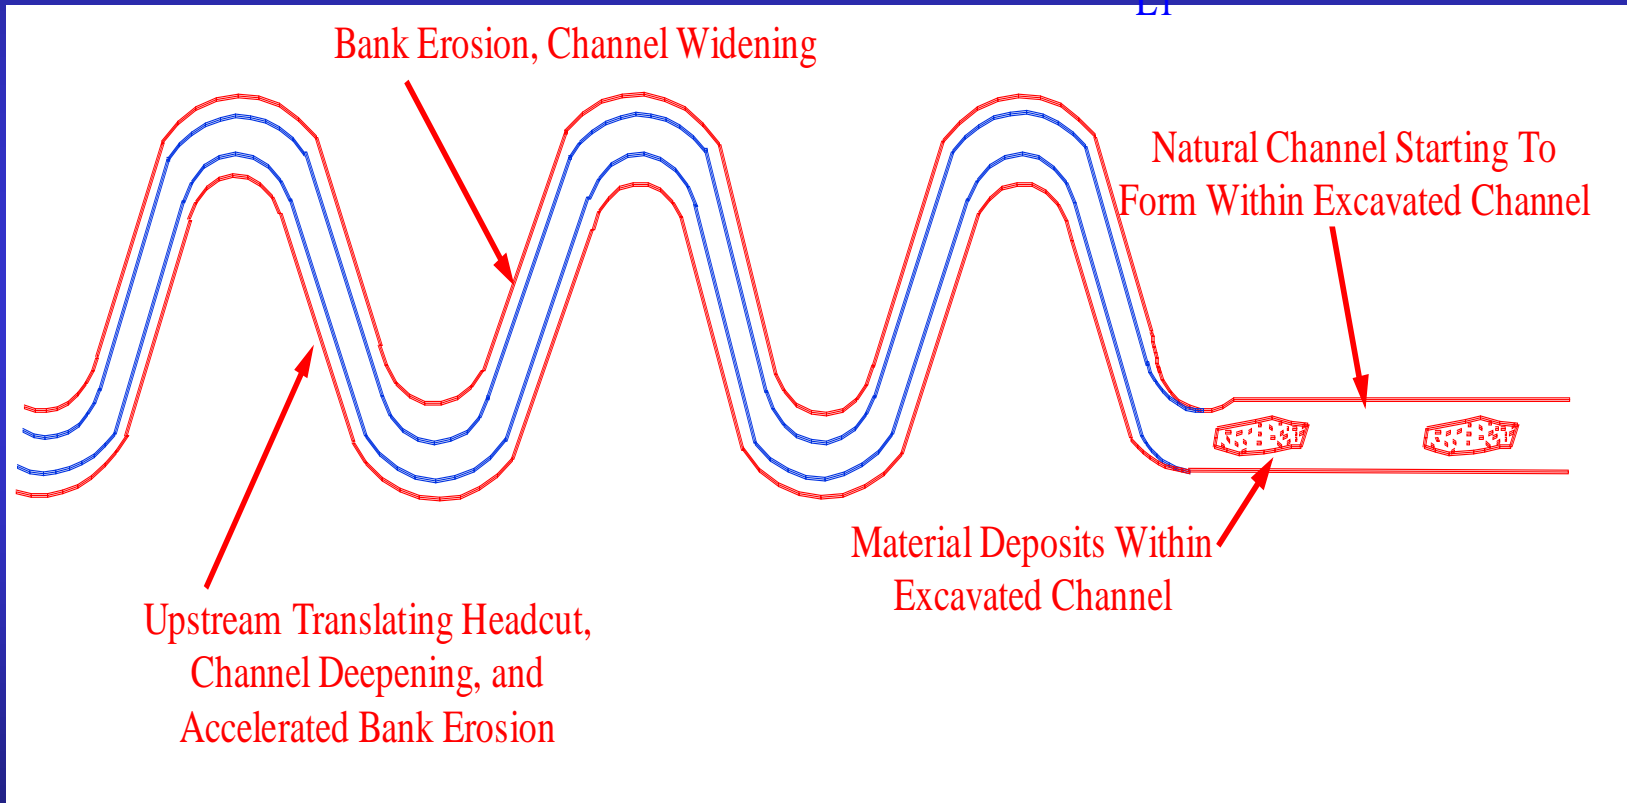 Bank Erosion, Channel Widening
Natural Channel Starting To
Form Within Excavated Channel
Material Deposits Within
Excavated Channel
Upstream Translating Headcut,
Channel Deepening, and
Accelerated Bank Erosion